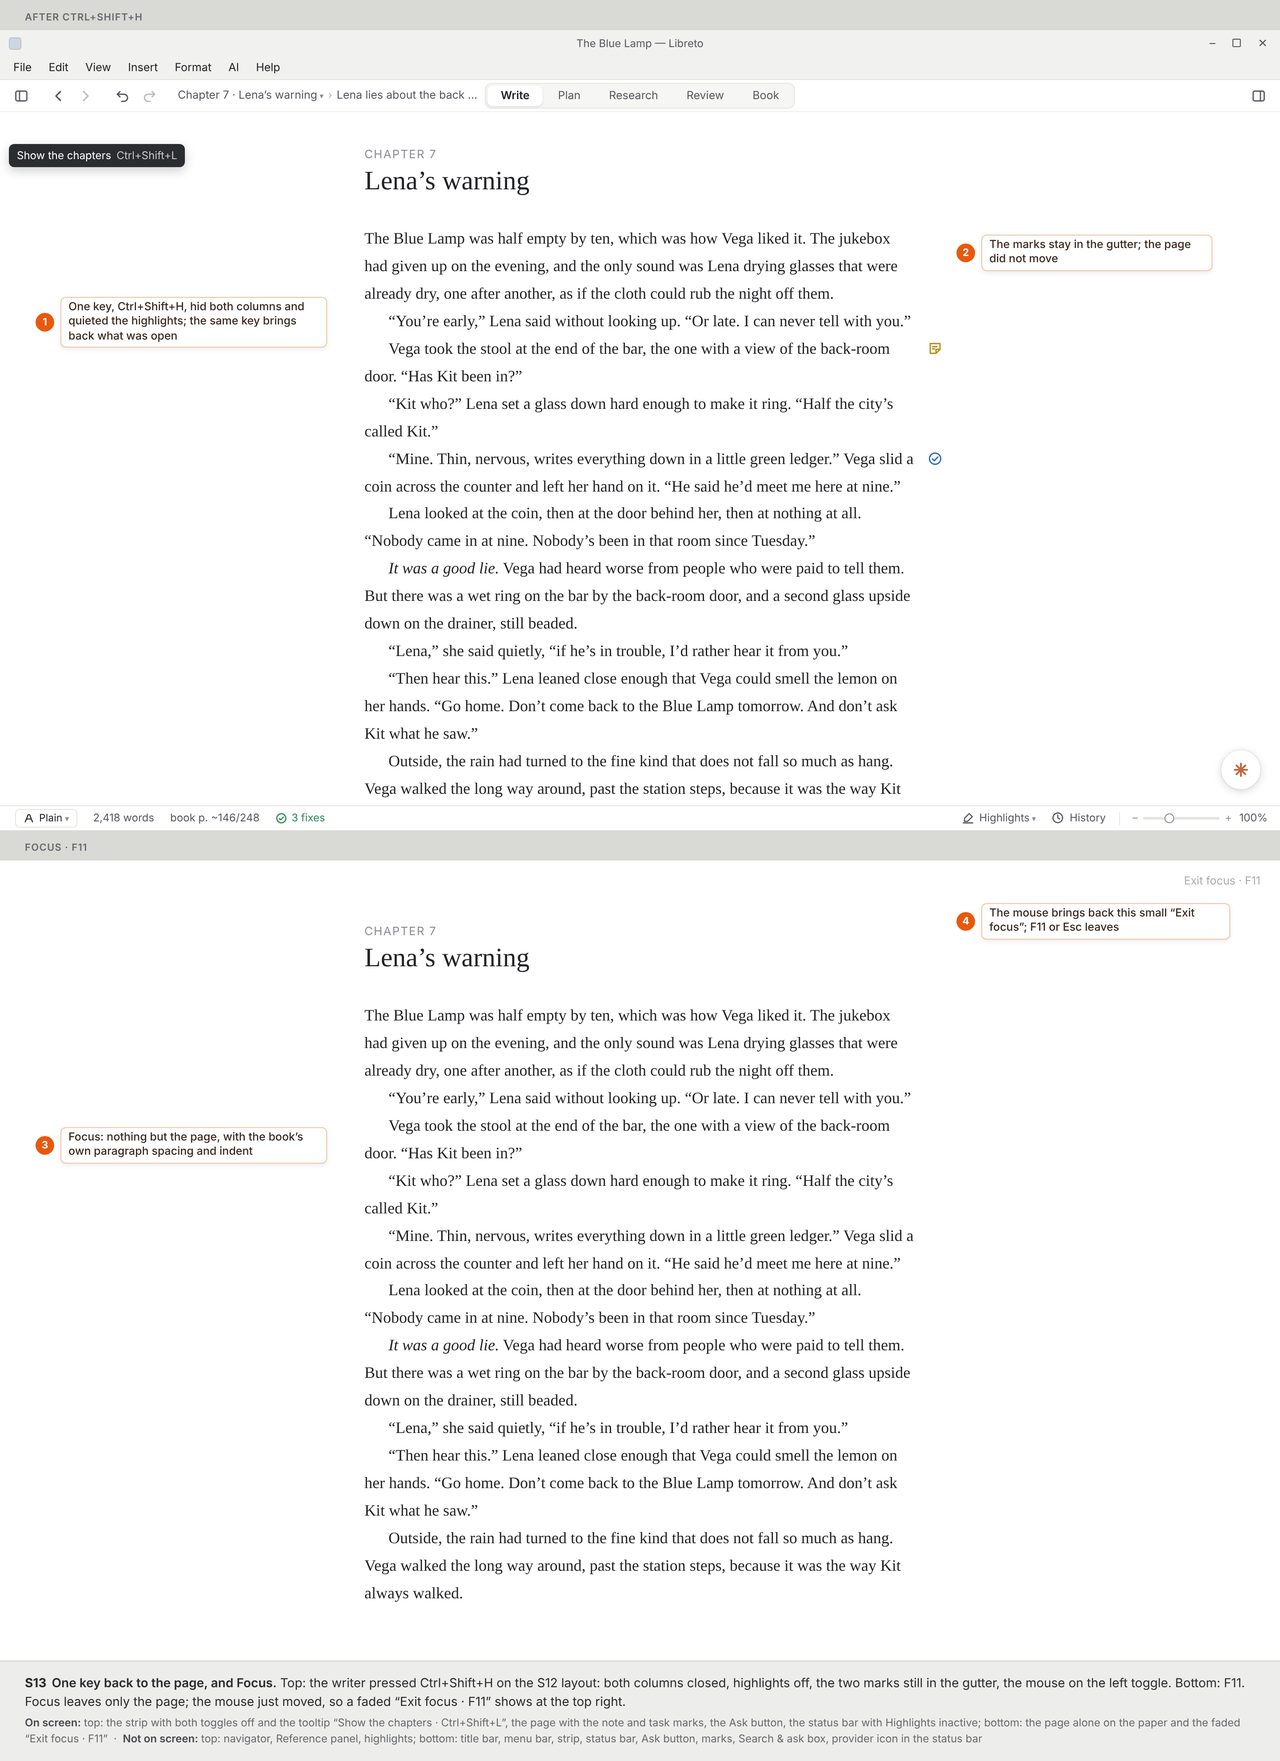 AFTER CTRL+SHIFT+H
The Blue Lamp — Libreto
File Edit View Insert Format AI Help
Chapter 7 · Lena’s warning › Lena lies about the back ... Write Plan Research Review Book
Show the chapters Ctrl+Shift+L
CHAPTER 7
Lena’s warning
The Blue Lamp was half empty by ten, which was how Vega liked it. The jukebox
had given up on the evening, and the only sound was Lena drying glasses that were
already dry, one after another, as if the cloth could rub the night off them.
“You’re early,” Lena said without looking up. “Or late. I can never tell with you.”
Vega took the stool at the end of the bar, the one with a view of the back-room
door. “Has Kit been in?”
“Kit who?” Lena set a glass down hard enough to make it ring. “Half the city’s
called Kit.”
“Mine. Thin, nervous, writes everything down in a little green ledger.” Vega slid a
coin across the counter and left her hand on it. “He said he’d meet me here at nine.”
Lena looked at the coin, then at the door behind her, then at nothing at all.
“Nobody came in at nine. Nobody’s been in that room since Tuesday.”
It was a good lie. Vega had heard worse from people who were paid to tell them.
But there was a wet ring on the bar by the back-room door, and a second glass upside
down on the drainer, still beaded.
“Lena,” she said quietly, “if he’s in trouble, I’d rather hear it from you.”
“Then hear this.” Lena leaned close enough that Vega could smell the lemon on
her hands. “Go home. Don’t come back to the Blue Lamp tomorrow. And don’t ask
Kit what he saw.”
Outside, the rain had turned to the fine kind that does not fall so much as hang.
Vega walked the long way around, past the station steps, because it was the way Kit
1
One key, Ctrl+Shift+H, hid both columns and
quieted the highlights; the same key brings
back what was open
2
The marks stay in the gutter; the page
did not move
A Plain 2,418 words book p. ~146/248 3 fixes Highlights History − + 100%
FOCUS · F11
Exit focus · F11
4
The mouse brings back this small “Exit
focus”; F11 or Esc leaves
CHAPTER 7
Lena’s warning
The Blue Lamp was half empty by ten, which was how Vega liked it. The jukebox
had given up on the evening, and the only sound was Lena drying glasses that were
already dry, one after another, as if the cloth could rub the night off them.
“You’re early,” Lena said without looking up. “Or late. I can never tell with you.”
Vega took the stool at the end of the bar, the one with a view of the back-room
door. “Has Kit been in?”
“Kit who?” Lena set a glass down hard enough to make it ring. “Half the city’s
called Kit.”
“Mine. Thin, nervous, writes everything down in a little green ledger.” Vega slid a
coin across the counter and left her hand on it. “He said he’d meet me here at nine.”
Lena looked at the coin, then at the door behind her, then at nothing at all.
“Nobody came in at nine. Nobody’s been in that room since Tuesday.”
It was a good lie. Vega had heard worse from people who were paid to tell them.
But there was a wet ring on the bar by the back-room door, and a second glass upside
down on the drainer, still beaded.
“Lena,” she said quietly, “if he’s in trouble, I’d rather hear it from you.”
“Then hear this.” Lena leaned close enough that Vega could smell the lemon on
her hands. “Go home. Don’t come back to the Blue Lamp tomorrow. And don’t ask
Kit what he saw.”
Outside, the rain had turned to the fine kind that does not fall so much as hang.
Vega walked the long way around, past the station steps, because it was the way Kit
always walked.
3
Focus: nothing but the page, with the book’s
own paragraph spacing and indent
S13 One key back to the page, and Focus. Top: the writer pressed Ctrl+Shift+H on the S12 layout: both columns closed, highlights off, the two marks still in the gutter, the mouse on the left toggle. Bottom: F11.
Focus leaves only the page; the mouse just moved, so a faded “Exit focus · F11” shows at the top right.
On screen: top: the strip with both toggles off and the tooltip “Show the chapters · Ctrl+Shift+L”, the page with the note and task marks, the Ask button, the status bar with Highlights inactive; bottom: the page alone on the paper and the faded
“Exit focus · F11” · Not on screen: top: navigator, Reference panel, highlights; bottom: title bar, menu bar, strip, status bar, Ask button, marks, Search & ask box, provider icon in the status bar